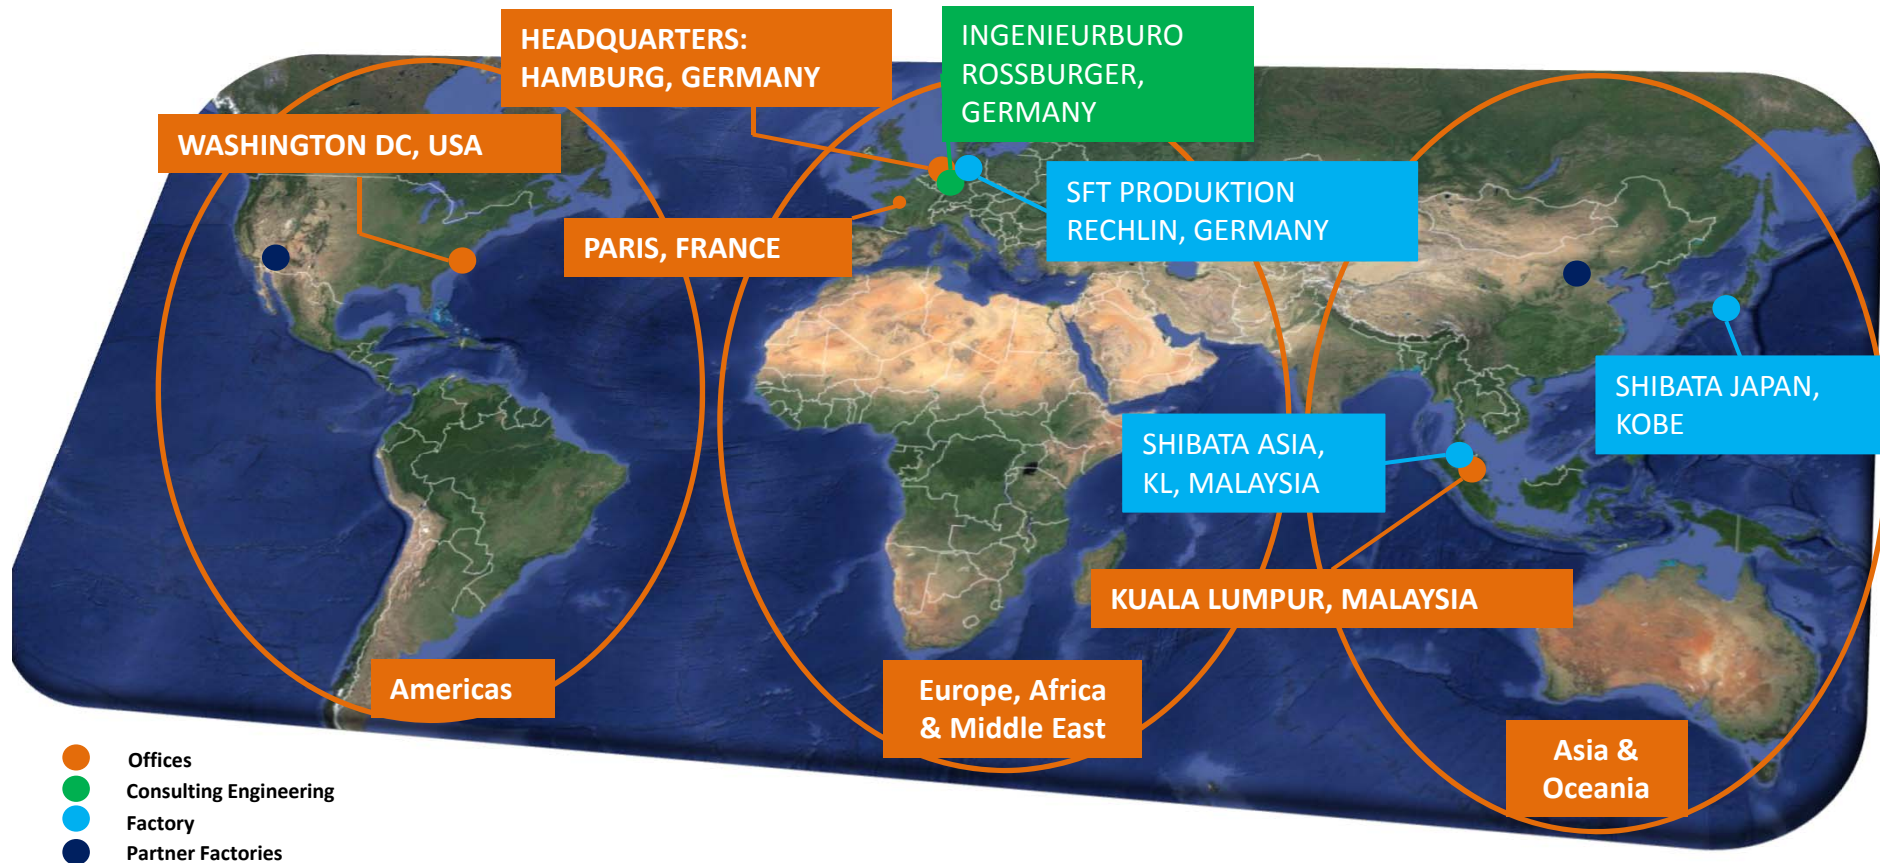 HEADQUARTERS:
HAMBURG, GERMANY
INGENIEURBURO
ROSSBURGER,
GERMANY
WASHINGTON DC, USA
SFT PRODUKTION
RECHLIN, GERMANY
PARIS, FRANCE
SHIBATA JAPAN,
KOBE
SHIBATA ASIA,
KL, MALAYSIA
KUALA LUMPUR, MALAYSIA
Americas
Europe, Africa
& Middle East
Asia &
Oceania
Offices
Consulting Engineering
Factory
Partner Factories